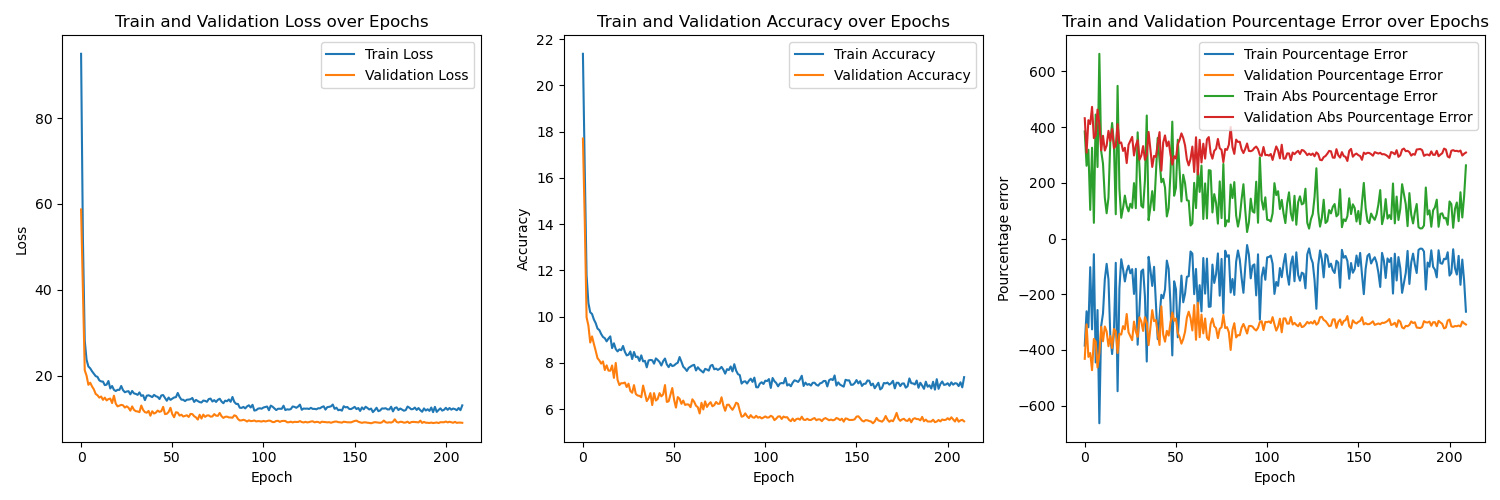 Train and Validation Loss over Epochs
Train Loss
Validation Loss
Loss
80
60
40
20
0
50
100
150
200
Epoch
Train and Validation Accuracy over Epochs
Train Accuracy
Validation Accuracy
Accuracy
22
20
18
16
14
12
10
8
6
0
50
100
150
200
Epoch
Train and Validation Pourcentage Error over Epochs
Train Pourcentage Error
Validation Pourcentage Error
Train Abs Pourcentage Error
Validation Abs Pourcentage Error
Pourcentage error
600
400
200
0
−200
−400
−600
0
50
100
150
200
Epoch